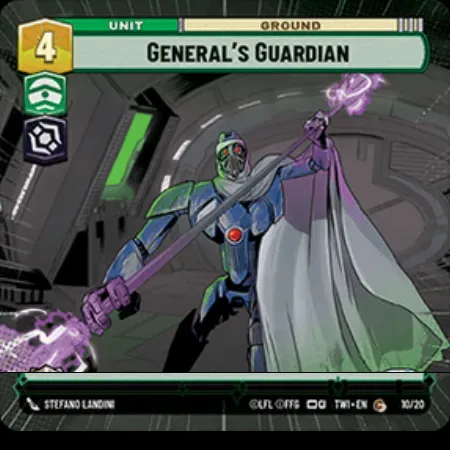 UNIT GROUND
4
GENERAL'S GUARDIAN
STEFANO LANDINI ©LFL ©FFG TWI • EN 10/20